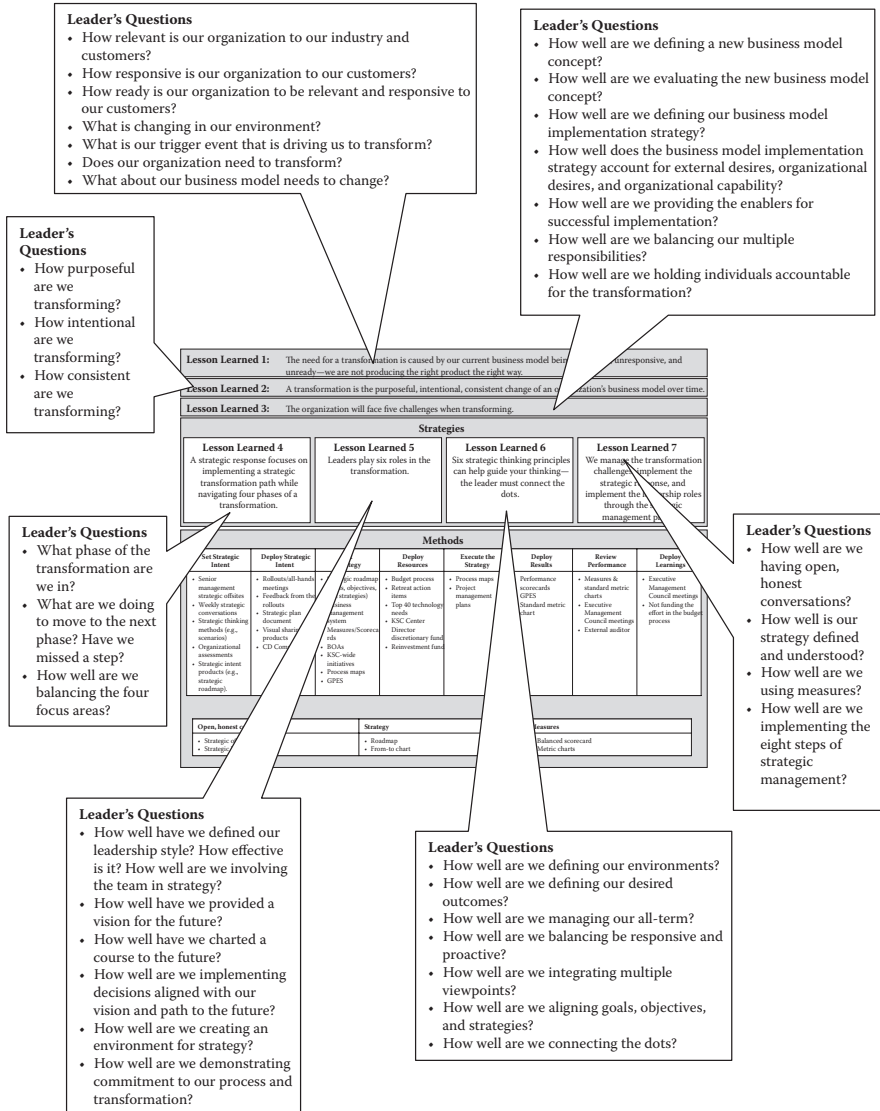 Leader's Questions
• How relevant is our organization to our industry and
customers?
• How responsive is our organization to our customers?
• How ready is our organization to be relevant and responsive to
our customers?
• What is changing in our environment?
• What is our trigger event that is driving us to transform?
• Does our organization need to transform?
• What about our business model needs to change?
Leader's Questions
• How well are we defining a new business model
concept?
• How well are we evaluating the new business model
concept?
• How well are we defining our business model
implementation strategy?
• How well does the business model implementation
strategy account for external desires, organizational
desires, and organizational capability?
• How well are we providing the enablers for
successful implementation?
• How well are we balancing our multiple
responsibilities?
• How well are we holding individuals accountable
for the transformation?
Leader's
Questions
• How purposeful
are we
transforming?
• How intentional
are we
transforming?
• How consistent
are we
transforming?
Lesson Learned 1: The need for a transformation is caused by our current business model unresponsive, and
unready—we are not producing the right product the right way.
Lesson Learned 2: A transformation is the purposeful, intentional, consistent change of an business model over time.
Lesson Learned 3: The organization will face five challenges when transforming.
Strategies
Lesson Learned 4
A strategic response focuses on
implementing a strategic
transformation path while
navigating four phases of a
transformation.
Lesson Learned 5
Leaders play six roles in the
transformation.
Lesson Learned 6
Six strategic thinking principles
can help guide your thinking—
the leader must connect the
dots.
Lesson Learned 7
We manage the transformation
implement the
strategic
implement the roles
through the
management
Methods
Set Strategic
Intent
• Senior
management
strategic offsites
• Weekly strategic
conversations
• Strategic thinking
methods (e.g.,
scenarios)
• Organizational
assessments
• Strategic intent
products (e.g.,
strategic
roadmap).
Deploy Strategic
Intent
• Rollouts/all-hands
meetings
• Feedback from the
rollouts
• Strategic plan
document
• Visual
products
• CD
roadmap
objectives,
strategies)
Measures/
• BOAs
• KSC-wide
initiatives
• Process maps
• GPES
Deploy
Resources
• Budget process
• Retreat action
items
• Top 40 technology
needs
• KSC Center
Director
discretionary fund
• Reinvestment fund
Execute the
Strategy
• Process maps
• Project
management
plans
Deploy
Results
Performance
scorecards
GPES
Standard metric
chart
Review
Performance
• Measures &
standard metric
charts
• Executive
Management
Council meetings
• External auditor
Deploy
Learnings
• Executive
Management
Council meetings
• Not funding the
effort in the budget
process
Open, honest
• Strategic
• Strategic
Strategy
• Roadmap
• From-to chart
Balanced scorecard
Metric charts
Leader's Questions
• What phase of the
transformation are
we in?
• What are we doing
to move to the next
phase? Have we
missed a step?
• How well are we
balancing the four
focus areas?
Leader's Questions
• How well are we
having open,
honest
conversations?
• How well is our
strategy defined
and understood?
• How well are we
using measures?
• How well are we
implementing the
eight steps of
strategic
management?
Leader's Questions
• How well have we defined our
leadership style? How effective
is it? How well are we involving
the team in strategy?
• How well have we provided a
vision for the future?
• How well have we charted a
course to the future?
• How well are we implementing
decisions aligned with our
vision and path to the future?
• How well are we creating an
environment for strategy?
• How well are we demonstrating
commitment to our process and
transformation?
Leader's Questions
• How well are we defining our environments?
• How well are we defining our desired
outcomes?
• How well are we managing our all-term?
• How well are we balancing be responsive and
proactive?
• How well are we integrating multiple
viewpoints?
• How well are we aligning goals, objectives,
and strategies?
• How well are we connecting the dots?